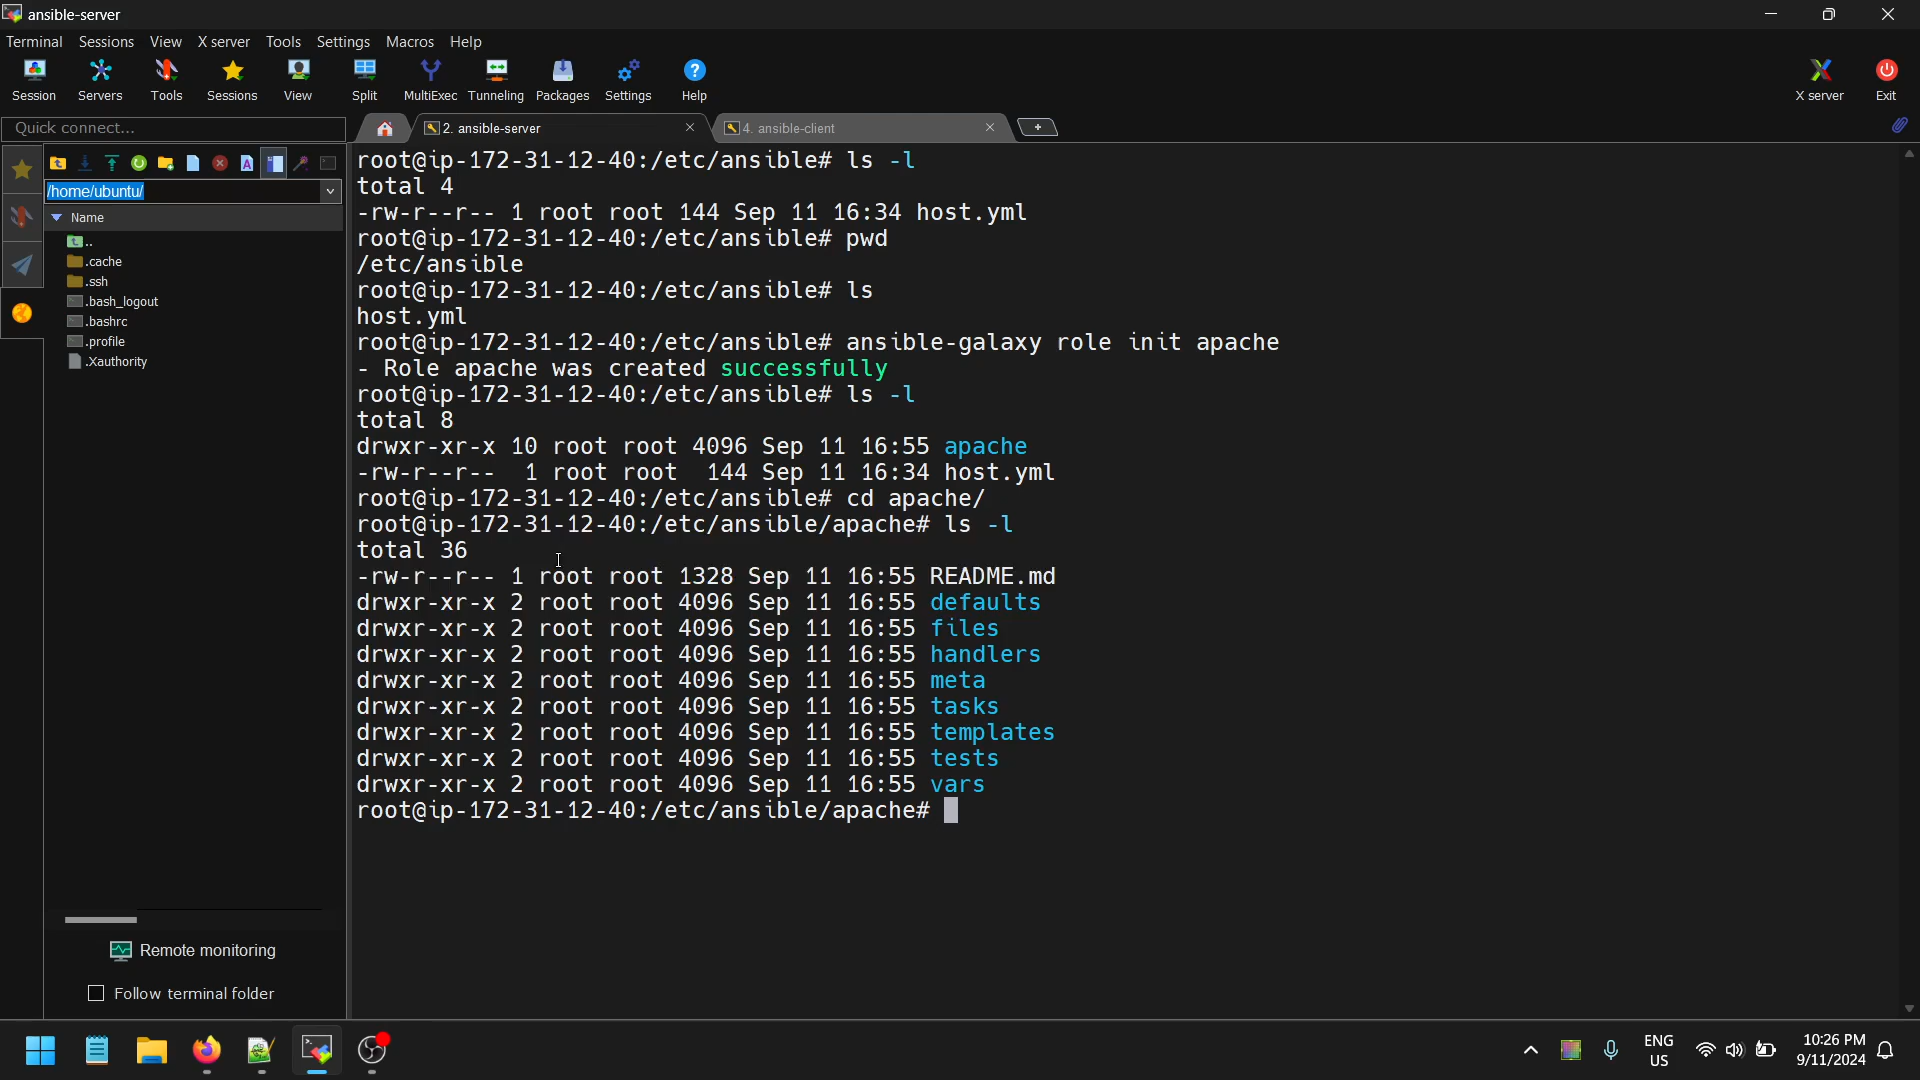 ansible-server
Terminal Sessions View X server Tools Settings Macros Help
Session Servers Tools Sessions View Split MultiExec Tunneling Packages Settings Help X server Exit
Quick connect...
2. ansible-server
4. ansible-client
/home/ubuntu/
Name
..
.cache
.ssh
.bash_logout
.bashrc
.profile
.Xauthority
Remote monitoring
Follow terminal folder
root@ip-172-31-12-40:/etc/ansible# ls -l
total 4
-rw-r--r-- 1 root root 144 Sep 11 16:34 host.yml
root@ip-172-31-12-40:/etc/ansible# pwd
/etc/ansible
root@ip-172-31-12-40:/etc/ansible# ls
host.yml
root@ip-172-31-12-40:/etc/ansible# ansible-galaxy role init apache
- Role apache was created successfully
root@ip-172-31-12-40:/etc/ansible# ls -l
total 8
drwxr-xr-x 10 root root 4096 Sep 11 16:55 apache
-rw-r--r--  1 root root  144 Sep 11 16:34 host.yml
root@ip-172-31-12-40:/etc/ansible# cd apache/
root@ip-172-31-12-40:/etc/ansible/apache# ls -l
total 36
-rw-r--r-- 1 root root 1328 Sep 11 16:55 README.md
drwxr-xr-x 2 root root 4096 Sep 11 16:55 defaults
drwxr-xr-x 2 root root 4096 Sep 11 16:55 files
drwxr-xr-x 2 root root 4096 Sep 11 16:55 handlers
drwxr-xr-x 2 root root 4096 Sep 11 16:55 meta
drwxr-xr-x 2 root root 4096 Sep 11 16:55 tasks
drwxr-xr-x 2 root root 4096 Sep 11 16:55 templates
drwxr-xr-x 2 root root 4096 Sep 11 16:55 tests
drwxr-xr-x 2 root root 4096 Sep 11 16:55 vars
root@ip-172-31-12-40:/etc/ansible/apache#
ENG
US
10:26 PM
9/11/2024